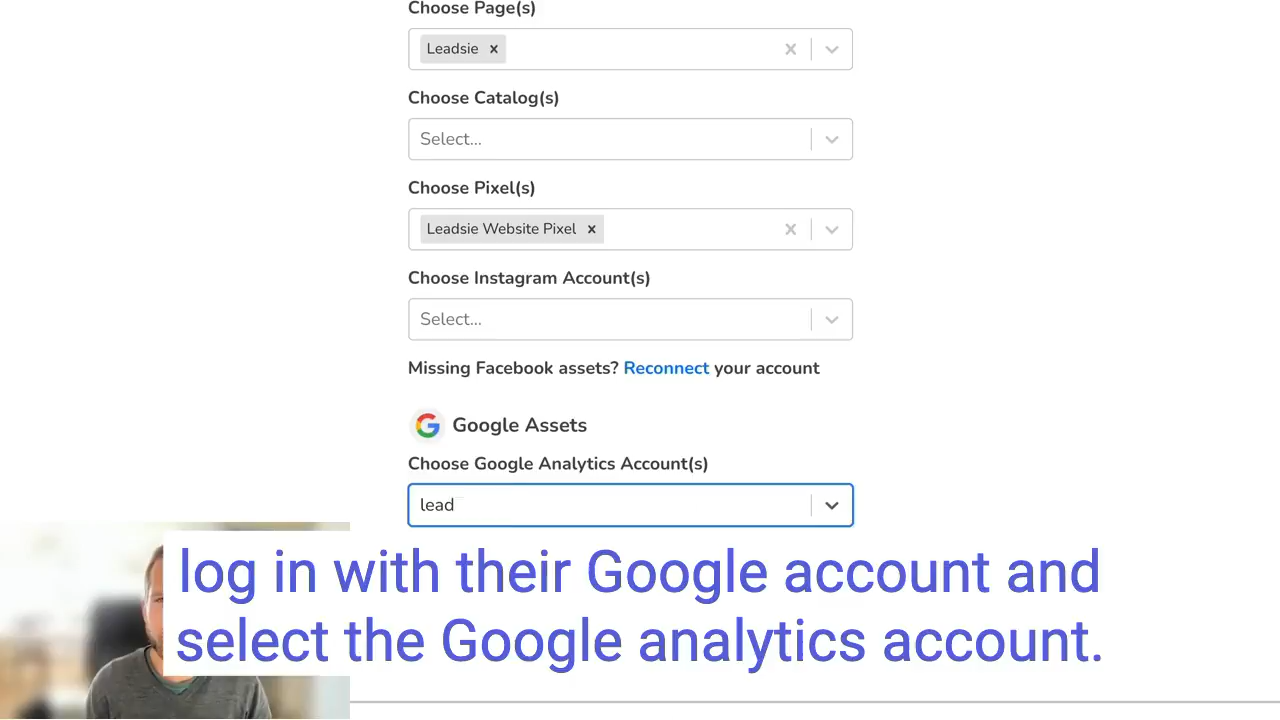 Choose Page(s)
Leadsie x
Choose Catalog(s)
Select...
Choose Pixel(s)
Leadsie Website Pixel x
Choose Instagram Account(s)
Select...
Missing Facebook assets? Reconnect your account
Google Assets
Choose Google Analytics Account(s)
lead
log in with their Google account and
select the Google analytics account.